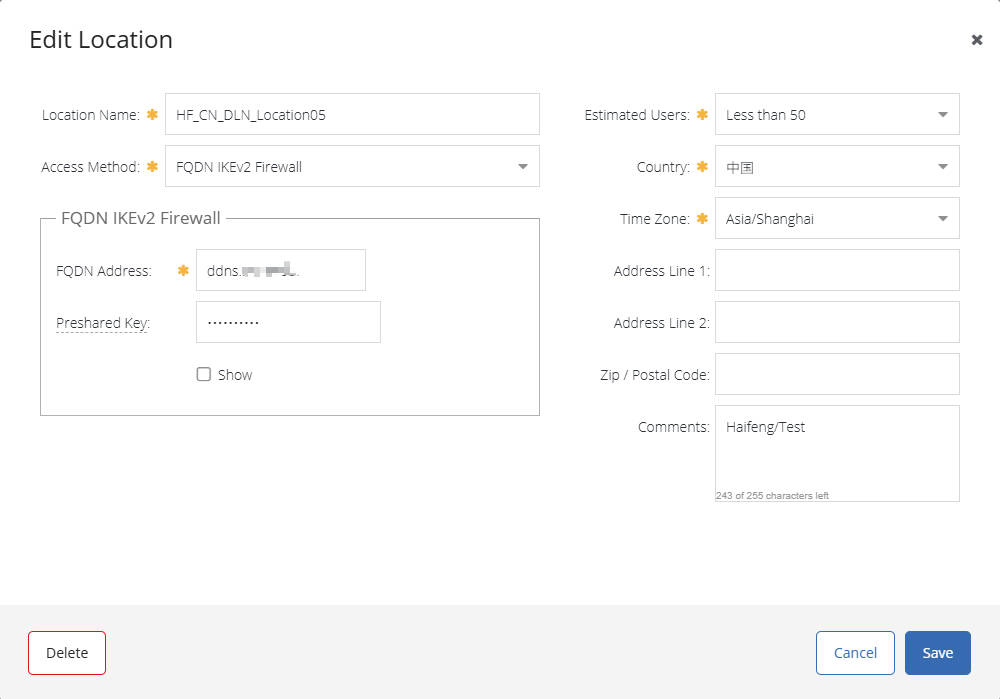 Edit Location
Location Name: HF_CN_DLN_Location05
Access Method: FQDN IKEv2 Firewall
FQDN IKEv2 Firewall
FQDN Address: ddns.
Preshared Key: ··········
Show
Estimated Users: Less than 50
Country: 中国
Time Zone: Asia/Shanghai
Address Line 1:
Address Line 2:
Zip / Postal Code:
Comments: Haifeng/Test
243 of 255 characters left
Delete
Cancel
Save